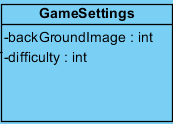 GameSettings
-backGroundImage : int
-difficulty : int